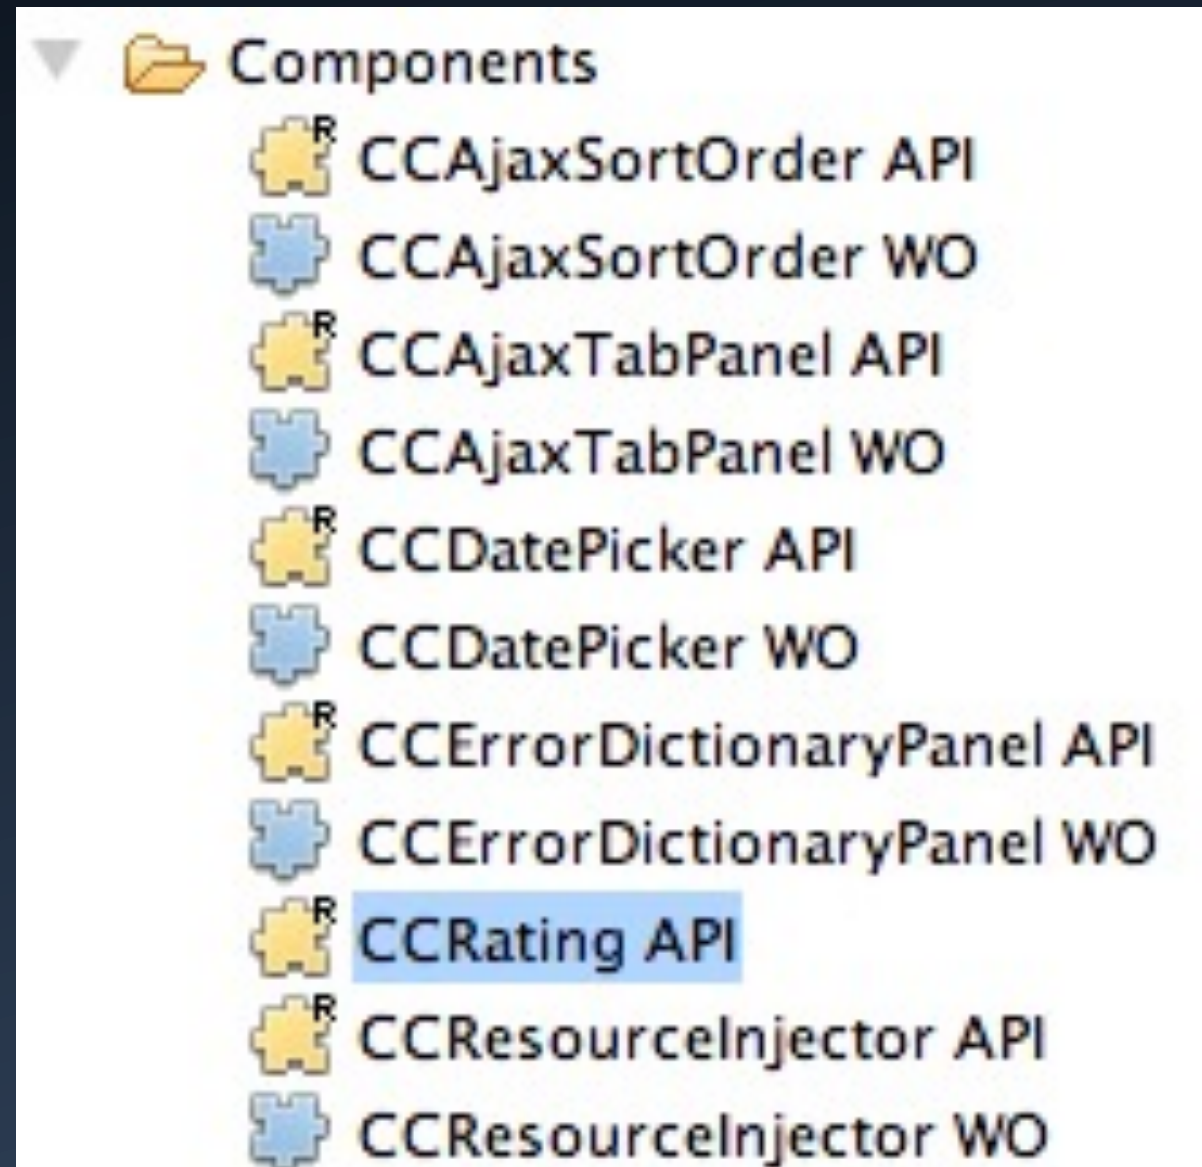 Components
R
CCAjaxSortOrder API
CCAjaxSortOrder WO
R
CCAjaxTabPanel API
CCAjaxTabPanel WO
R
CCDatePicker API
CCDatePicker WO
R
CCErrorDictionaryPanel API
CCErrorDictionaryPanel WO
R
CCRating API
R
CCResourceInjector API
CCResourceInjector WO